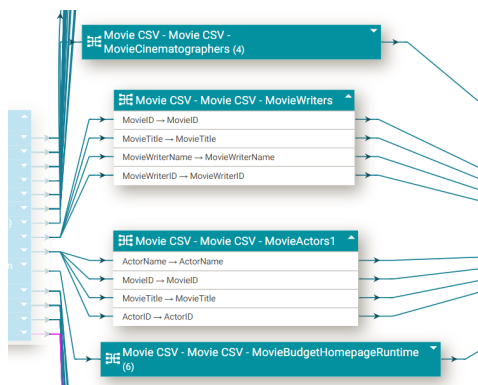 Movie CSV - Movie CSV -
MovieCinematographers (4)
Movie CSV - Movie CSV - MovieWriters
MovieID → MovieID
MovieTitle → MovieTitle
MovieWriterName → MovieWriterName
MovieWriterID → MovieWriterID
)
n
Movie CSV - Movie CSV - MovieActors1
ActorName → ActorName
MovieID → MovieID
MovieTitle → MovieTitle
ActorID → ActorID
Movie CSV - Movie CSV - MovieBudgetHomepageRuntime
(6)